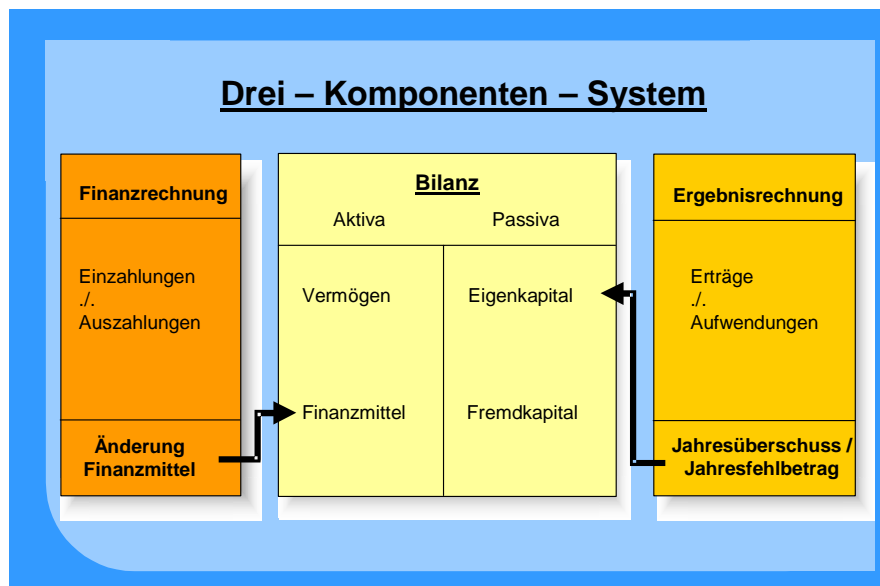 Drei – Komponenten – System
Finanzrechnung
Einzahlungen
./.
Auszahlungen
Änderung
Finanzmittel
Bilanz
Aktiva Passiva
Vermögen Eigenkapital
Finanzmittel Fremdkapital
Ergebnisrechnung
Erträge
./.
Aufwendungen
Jahresüberschuss /
Jahresfehlbetrag